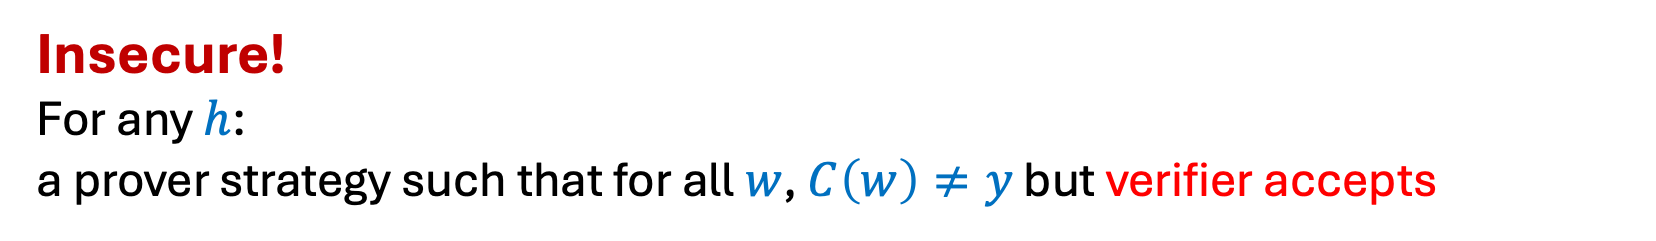 Insecure!
For any h:
a prover strategy such that for all w, C(w) ≠ y but verifier accepts